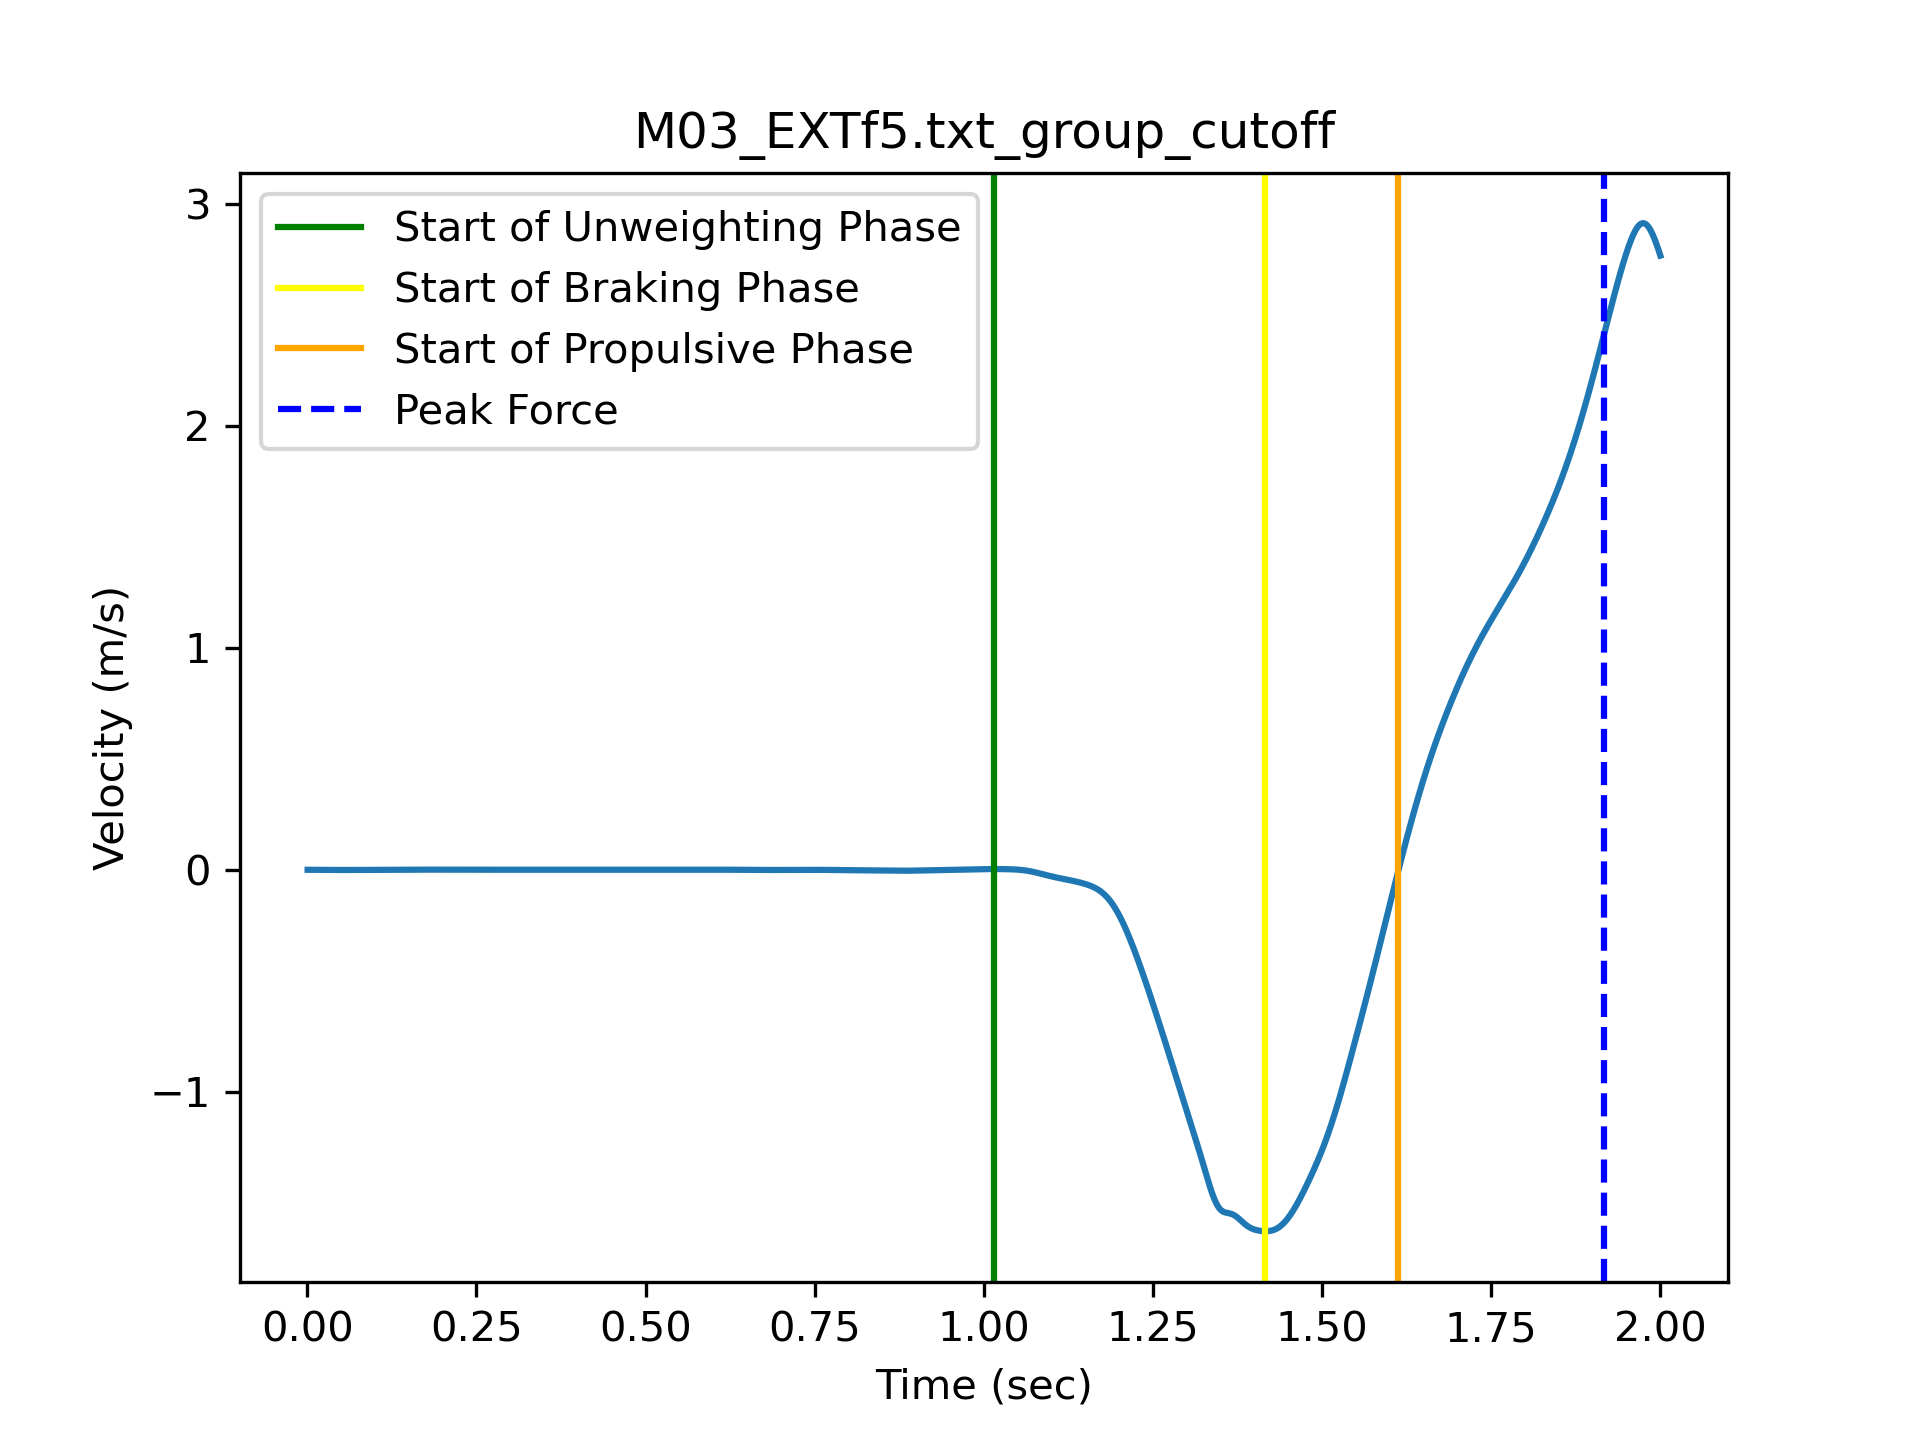 M03_EXTf5.txt_group_cutoff
Start of Unweighting Phase
Start of Braking Phase
Start of Propulsive Phase
Peak Force
Velocity (m/s)
3
2
1
0
−1
0.00 0.25 0.50 0.75 1.00 1.25 1.50 1.75 2.00
Time (sec)